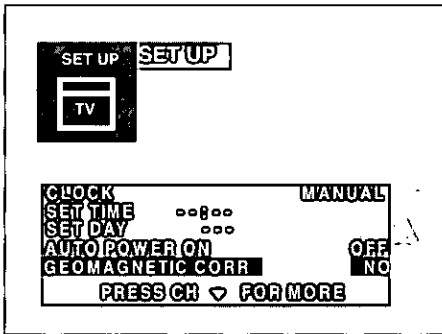 SET UP SET UP
TV
CLOCK MANUAL
SET TIME --:--
SET DAY ---
AUTO POWER ON OFF
GEOMAGNETIC CORR NO
PRESS CH ▽ FOR MORE